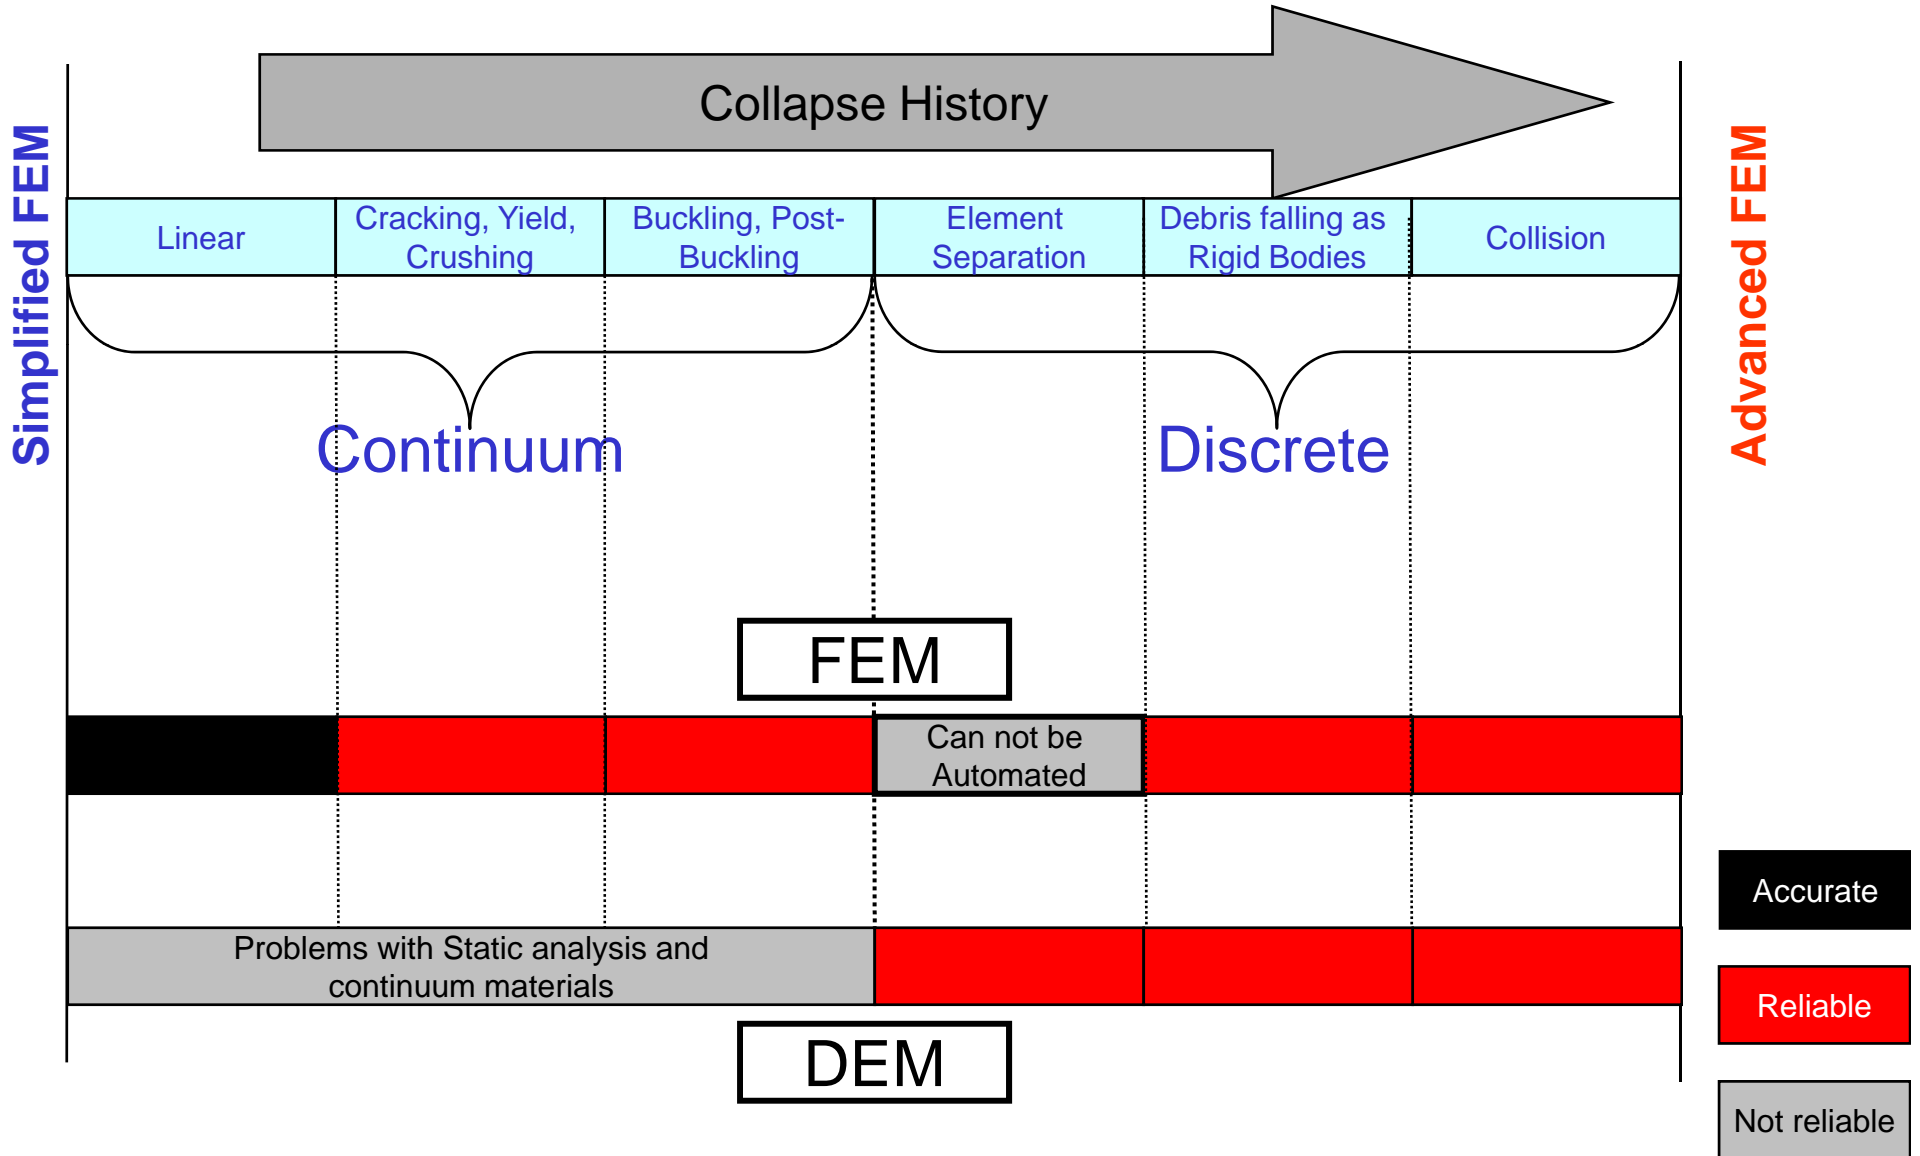 Collapse History
Simplified FEM
Advanced FEM
Linear
Cracking, Yield,
Crushing
Buckling, Post-
Buckling
Element
Separation
Debris falling as
Rigid Bodies
Collision
Continuum
Discrete
FEM
Can not be
Automated
Accurate
Problems with Static analysis and
continuum materials
Reliable
DEM
Not reliable